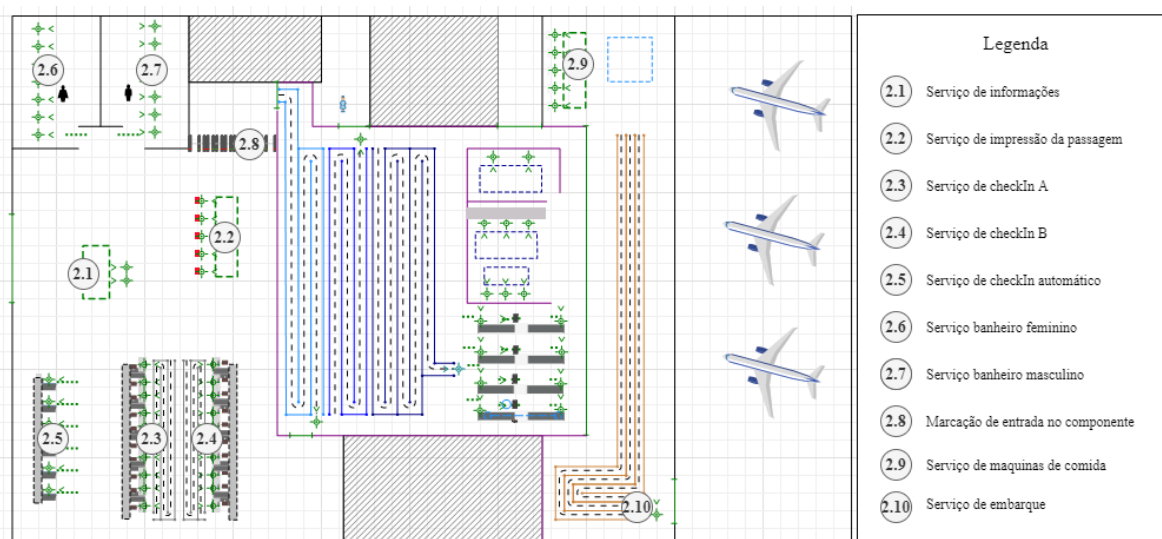 2.6
2.7
2.9
2.8
2.2
2.1
2.5
2.3
2.4
2.10
Legenda
2.1 Serviço de informações
2.2 Serviço de impressão da passagem
2.3 Serviço de checkIn A
2.4 Serviço de checkIn B
2.5 Serviço de checkIn automático
2.6 Serviço banheiro feminino
2.7 Serviço banheiro masculino
2.8 Marcação de entrada no componente
2.9 Serviço de maquinas de comida
2.10 Serviço de embarque